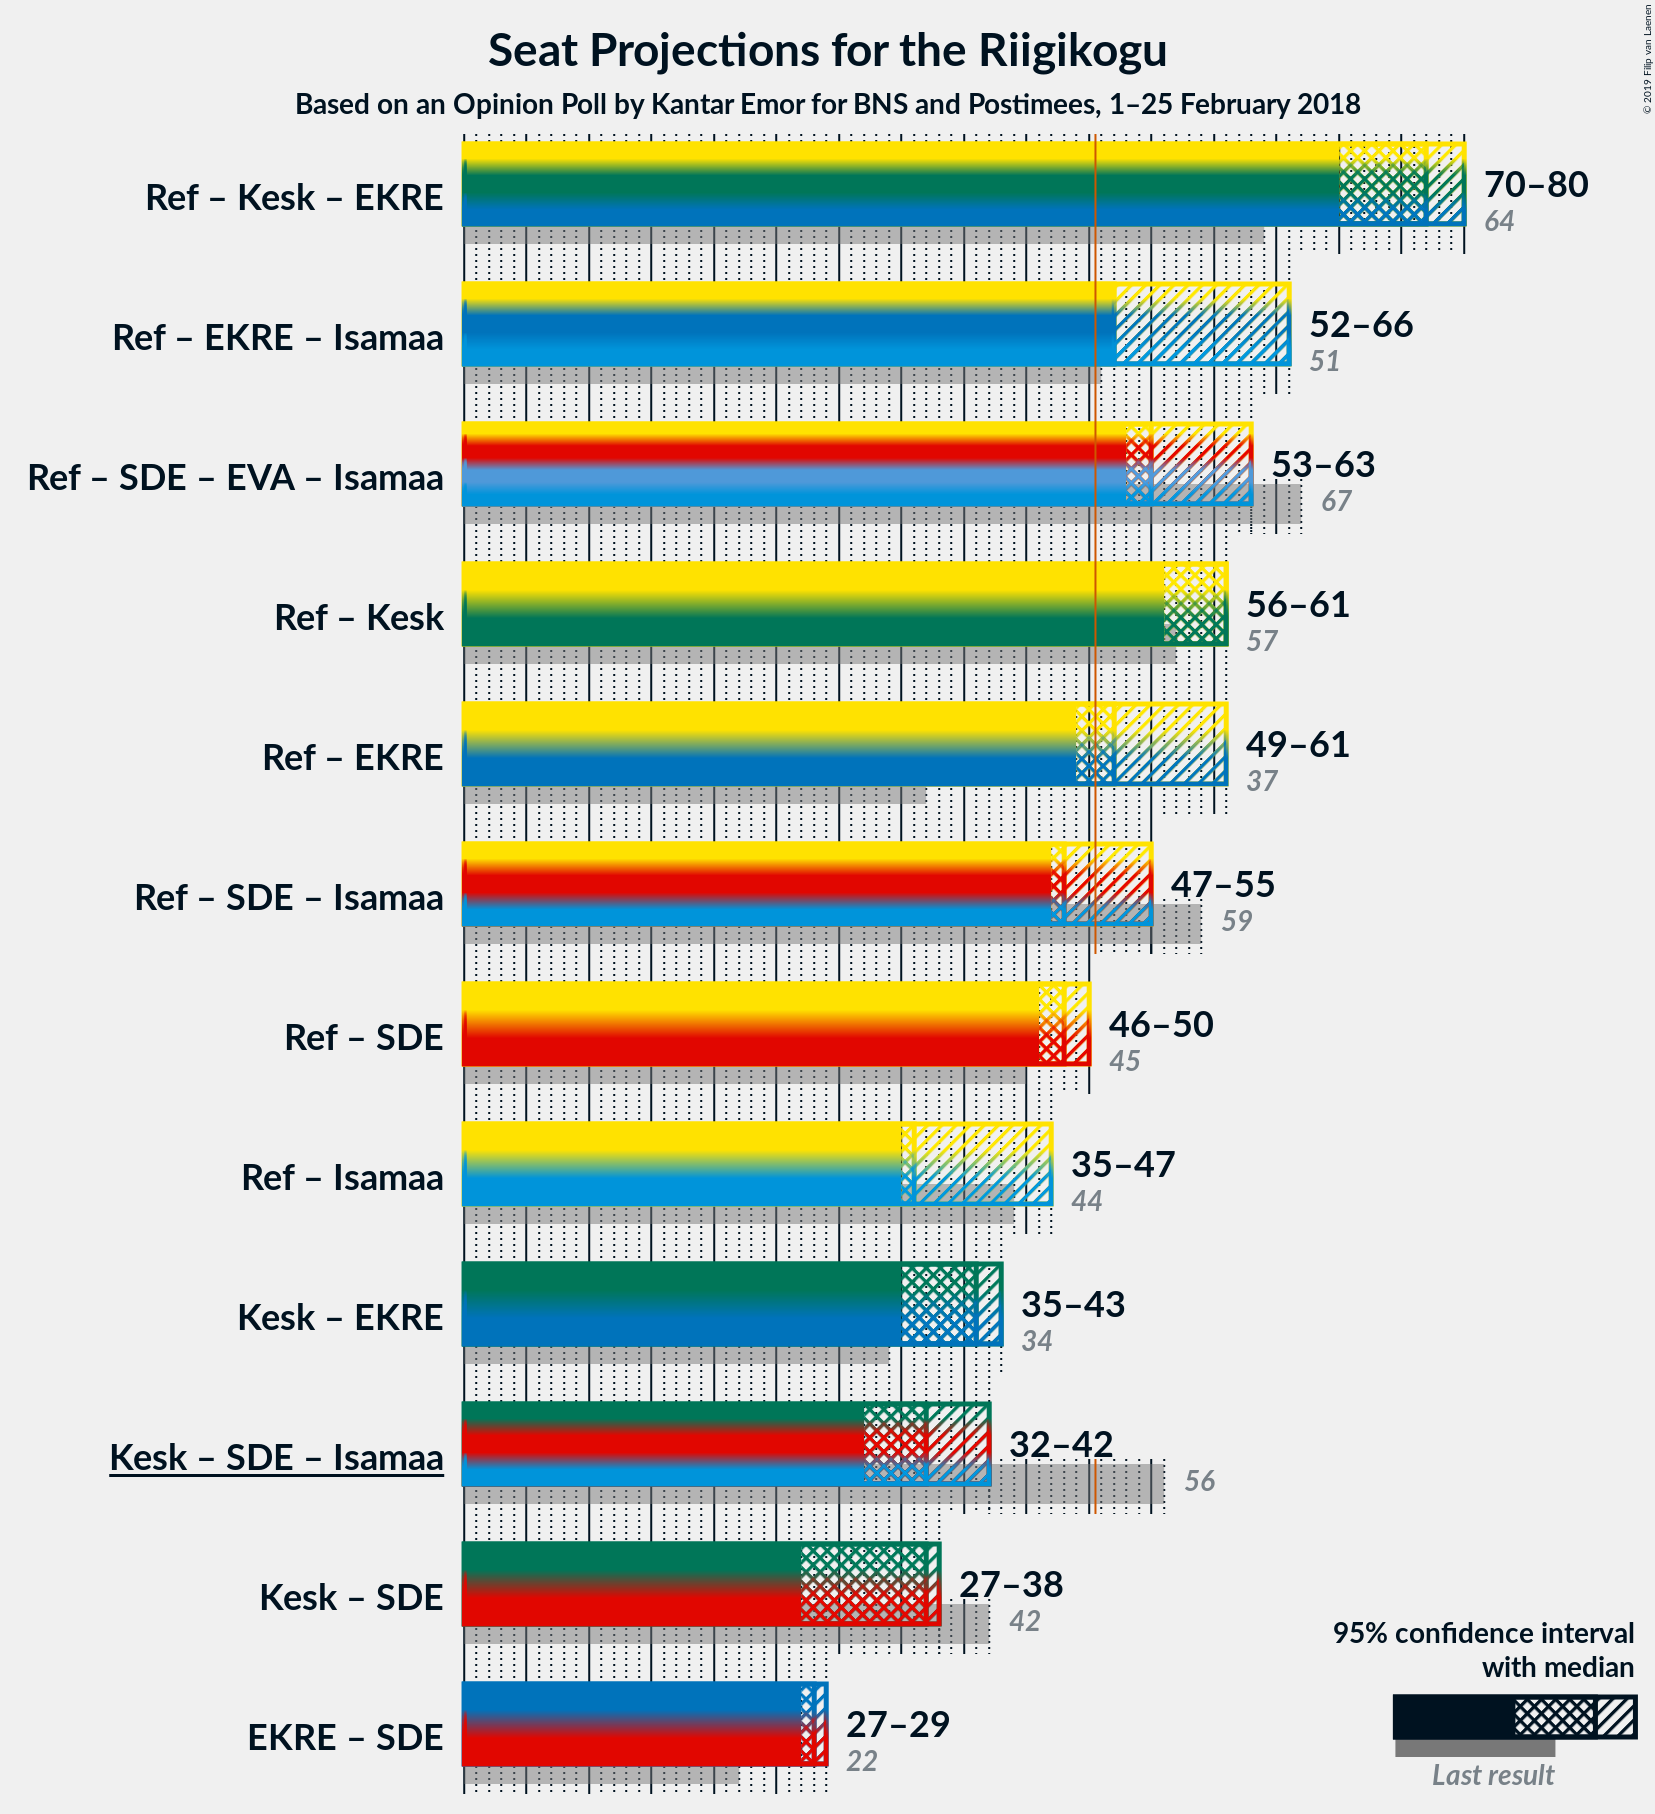 Seat Projections for the Riigikogu
Based on an Opinion Poll by Kantar Emor for BNS and Postimees, 1–25 February 2018
© 2019 Filip van Laenen
Ref – Kesk – EKRE
70–80
64
Ref – EKRE – Isamaa
52–66
51
Ref – SDE – EVA – Isamaa
53–63
67
Ref – Kesk
56–61
57
Ref – EKRE
49–61
37
Ref – SDE – Isamaa
47–55
59
Ref – SDE
46–50
45
Ref – Isamaa
35–47
44
Kesk – EKRE
35–43
34
Kesk – SDE – Isamaa
32–42
56
Kesk – SDE
27–38
42
EKRE – SDE
27–29
22
95% confidence interval
with median
Last result